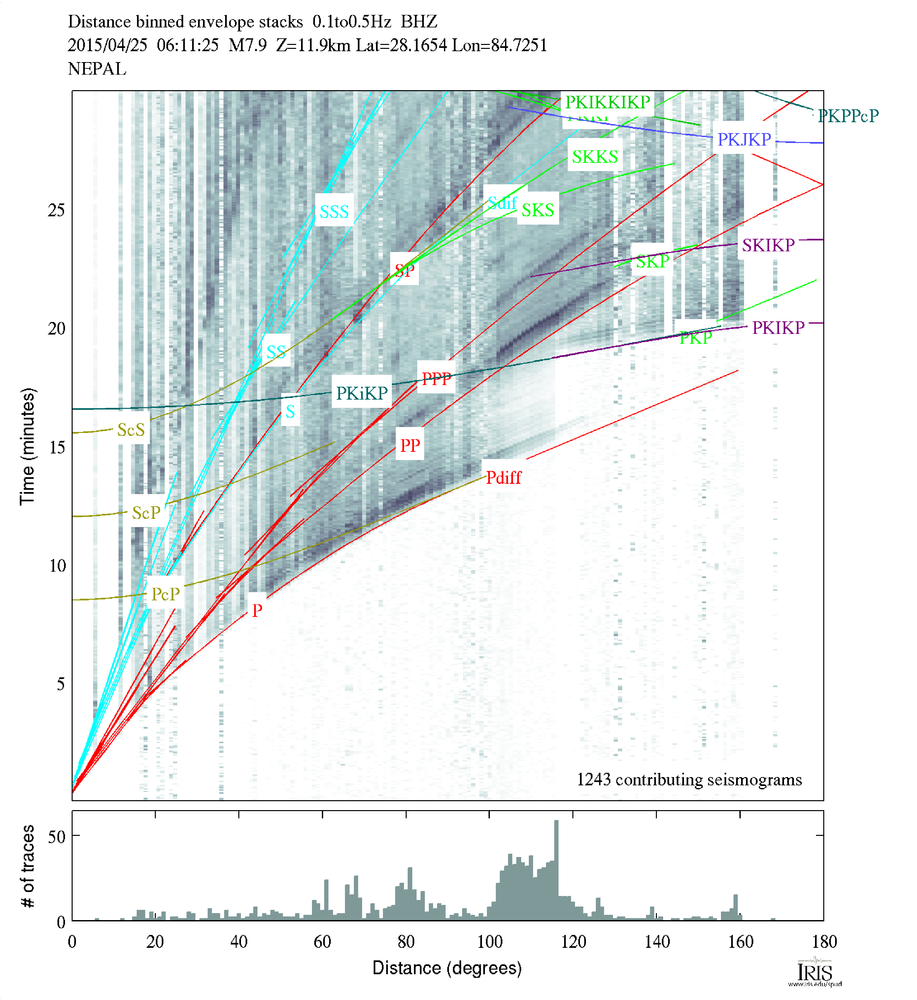 Distance binned envelope stacks 0.1to0.5Hz BHZ
2015/04/25 06:11:25 M7.9 Z=11.9km Lat=28.1654 Lon=84.7251
NEPAL
PKIKKIKP
PKPPcP
PKJKP
SKKS
25
SSS
Sdif
SKS
SKIKP
SKP
SP
20
PKIKP
PKP
SS
PPP
PKiKP
Time (minutes)
S
ScS
15
PP
Pdiff
ScP
10
PcP
P
5
1243 contributing seismograms
# of traces
50
0
0 20 40 60 80 100 120 140 160 180
Distance (degrees)
IRIS
www.iris.edu/spud